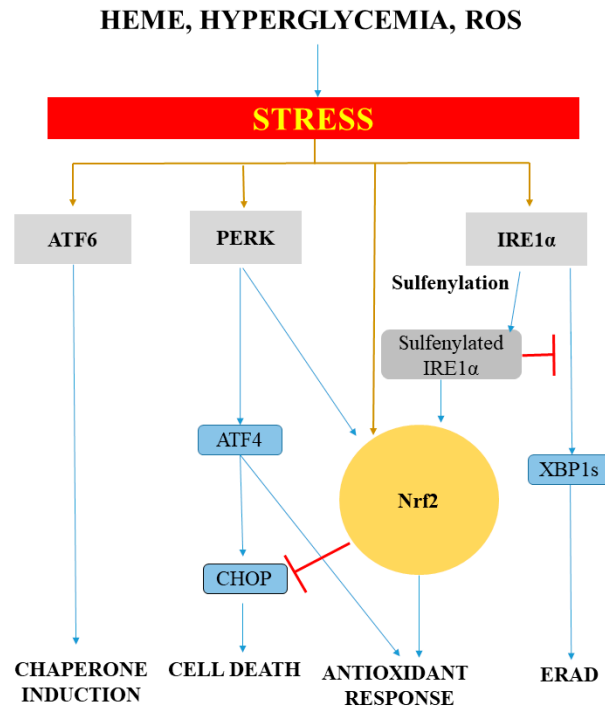 HEME, HYPERGLYCEMIA, ROS
STRESS
ATF6
PERK
IRE1α
Sulfenylation
Sulfenylated
IRE1α
ATF4
XBP1s
Nrf2
CHOP
CHAPERONE
INDUCTION
CELL DEATH
ANTIOXIDANT
RESPONSE
ERAD